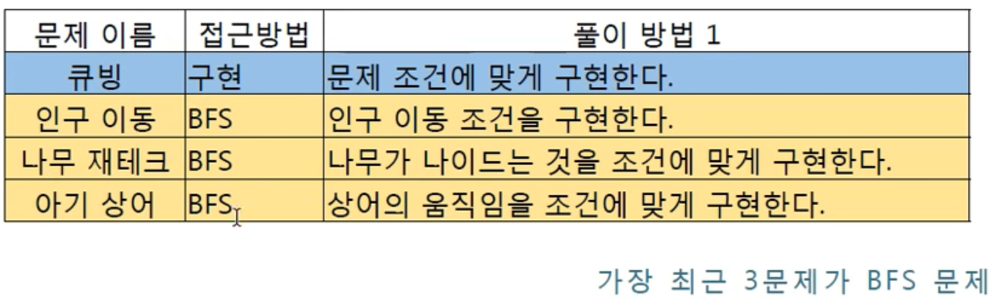 문제 이름 접근방법 풀이 방법 1
큐빙 구현 문제 조건에 맞게 구현한다.
인구 이동 BFS 인구 이동 조건을 구현한다.
나무 재테크 BFS 나무가 나이드는 것을 조건에 맞게 구현한다.
아기 상어 BFS 상어의 움직임을 조건에 맞게 구현한다.
가장 최근 3문제가 BFS 문제